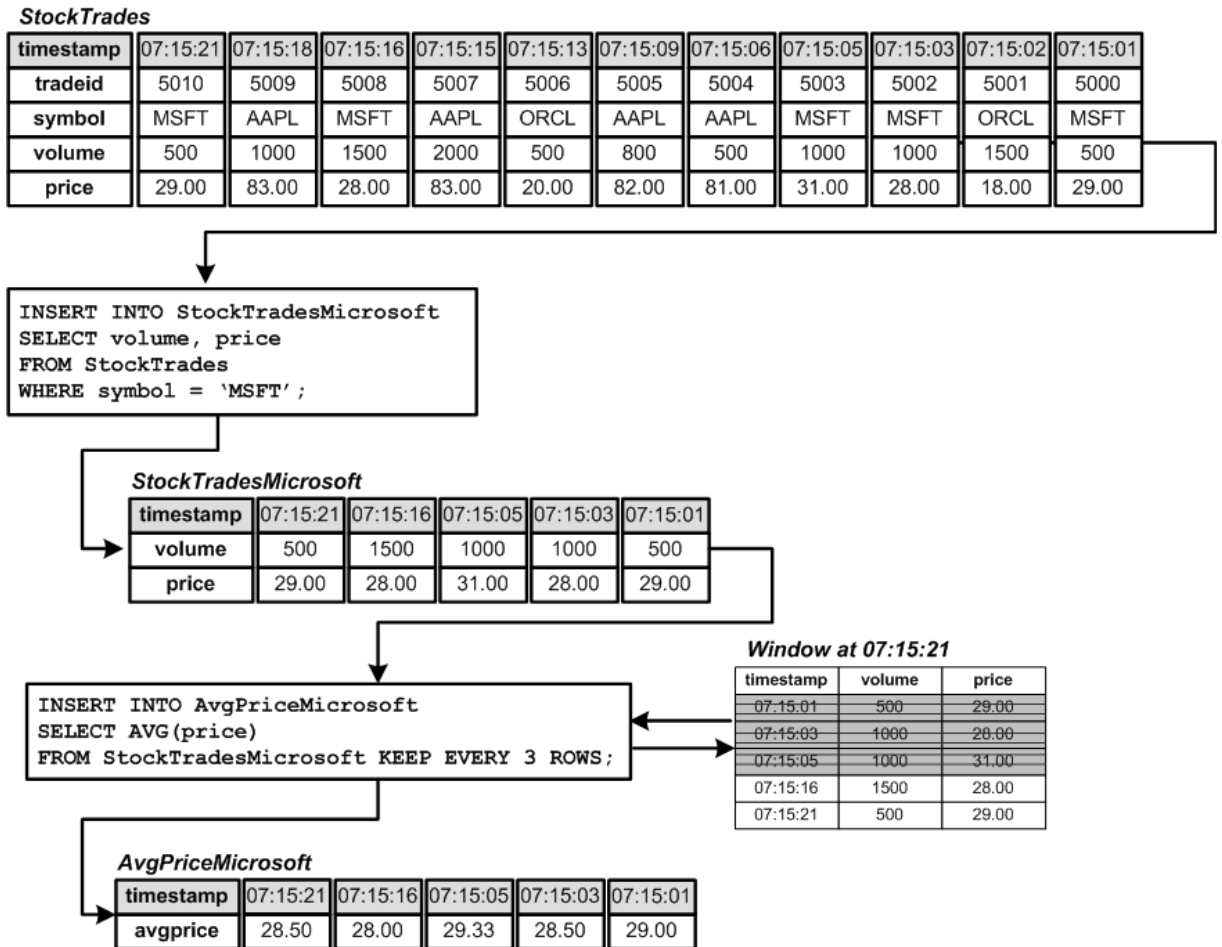 StockTrades
timestamp 07:15:21 07:15:18 07:15:16 07:15:15 07:15:13 07:15:09 07:15:06 07:15:05 07:15:03 07:15:02 07:15:01
tradeid 5010 5009 5008 5007 5006 5005 5004 5003 5002 5001 5000
symbol MSFT AAPL MSFT AAPL ORCL AAPL AAPL MSFT MSFT ORCL MSFT
volume 500 1000 1500 2000 500 800 500 1000 1000 1500 500
price 29.00 83.00 28.00 83.00 20.00 82.00 81.00 31.00 28.00 18.00 29.00
INSERT INTO StockTradesMicrosoft
SELECT volume, price
FROM StockTrades
WHERE symbol = ‘MSFT’;
StockTradesMicrosoft
timestamp 07:15:21 07:15:16 07:15:05 07:15:03 07:15:01
volume 500 1500 1000 1000 500
price 29.00 28.00 31.00 28.00 29.00
Window at 07:15:21
timestamp volume price
07:15:01 500 29.00
07:15:03 1000 28.00
07:15:05 1000 31.00
07:15:16 1500 28.00
07:15:21 500 29.00
INSERT INTO AvgPriceMicrosoft
SELECT AVG(price)
FROM StockTradesMicrosoft KEEP EVERY 3 ROWS;
AvgPriceMicrosoft
timestamp 07:15:21 07:15:16 07:15:05 07:15:03 07:15:01
avgprice 28.50 28.00 29.33 28.50 29.00